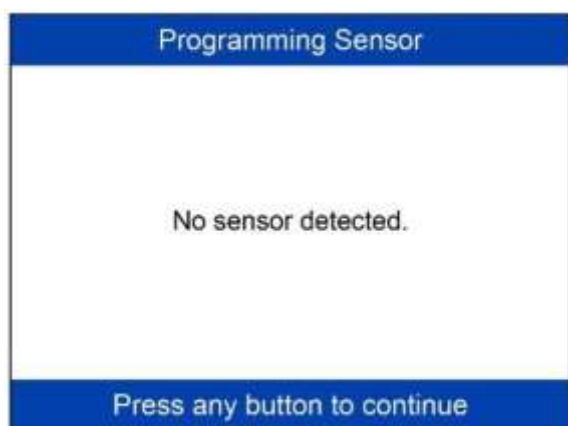 Programming Sensor
No sensor detected.
Press any button to continue